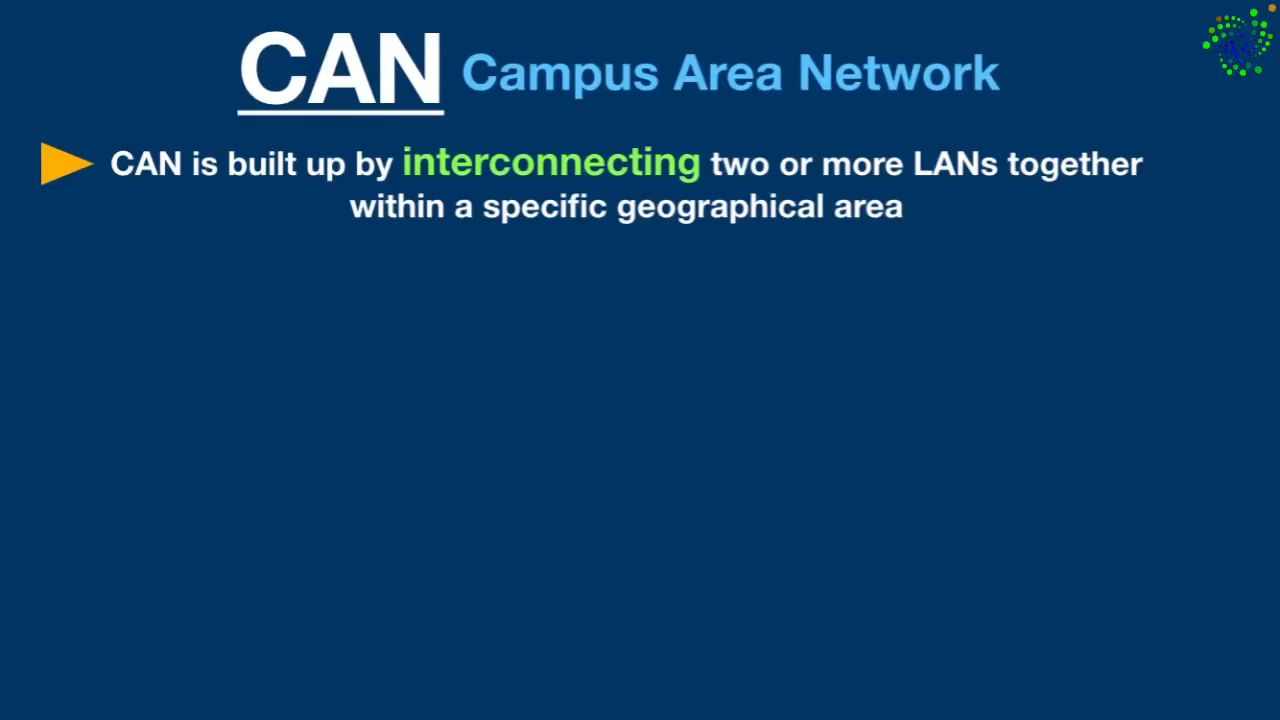 CAN Campus Area Network
CAN is built up by interconnecting two or more LANs together
within a specific geographical area